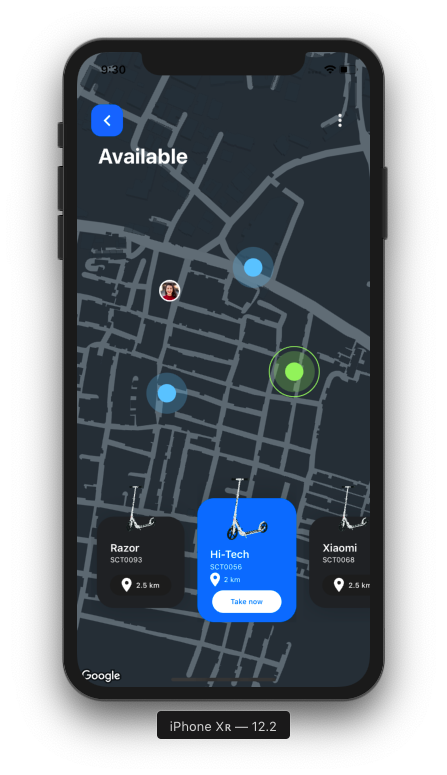 9:30
Available
Razor
SCT0093
2.5 km
Hi-Tech
SCT0056
2 km
Take now
Xiaomi
SCT0068
2.5 km
Google
iPhone Xʀ — 12.2